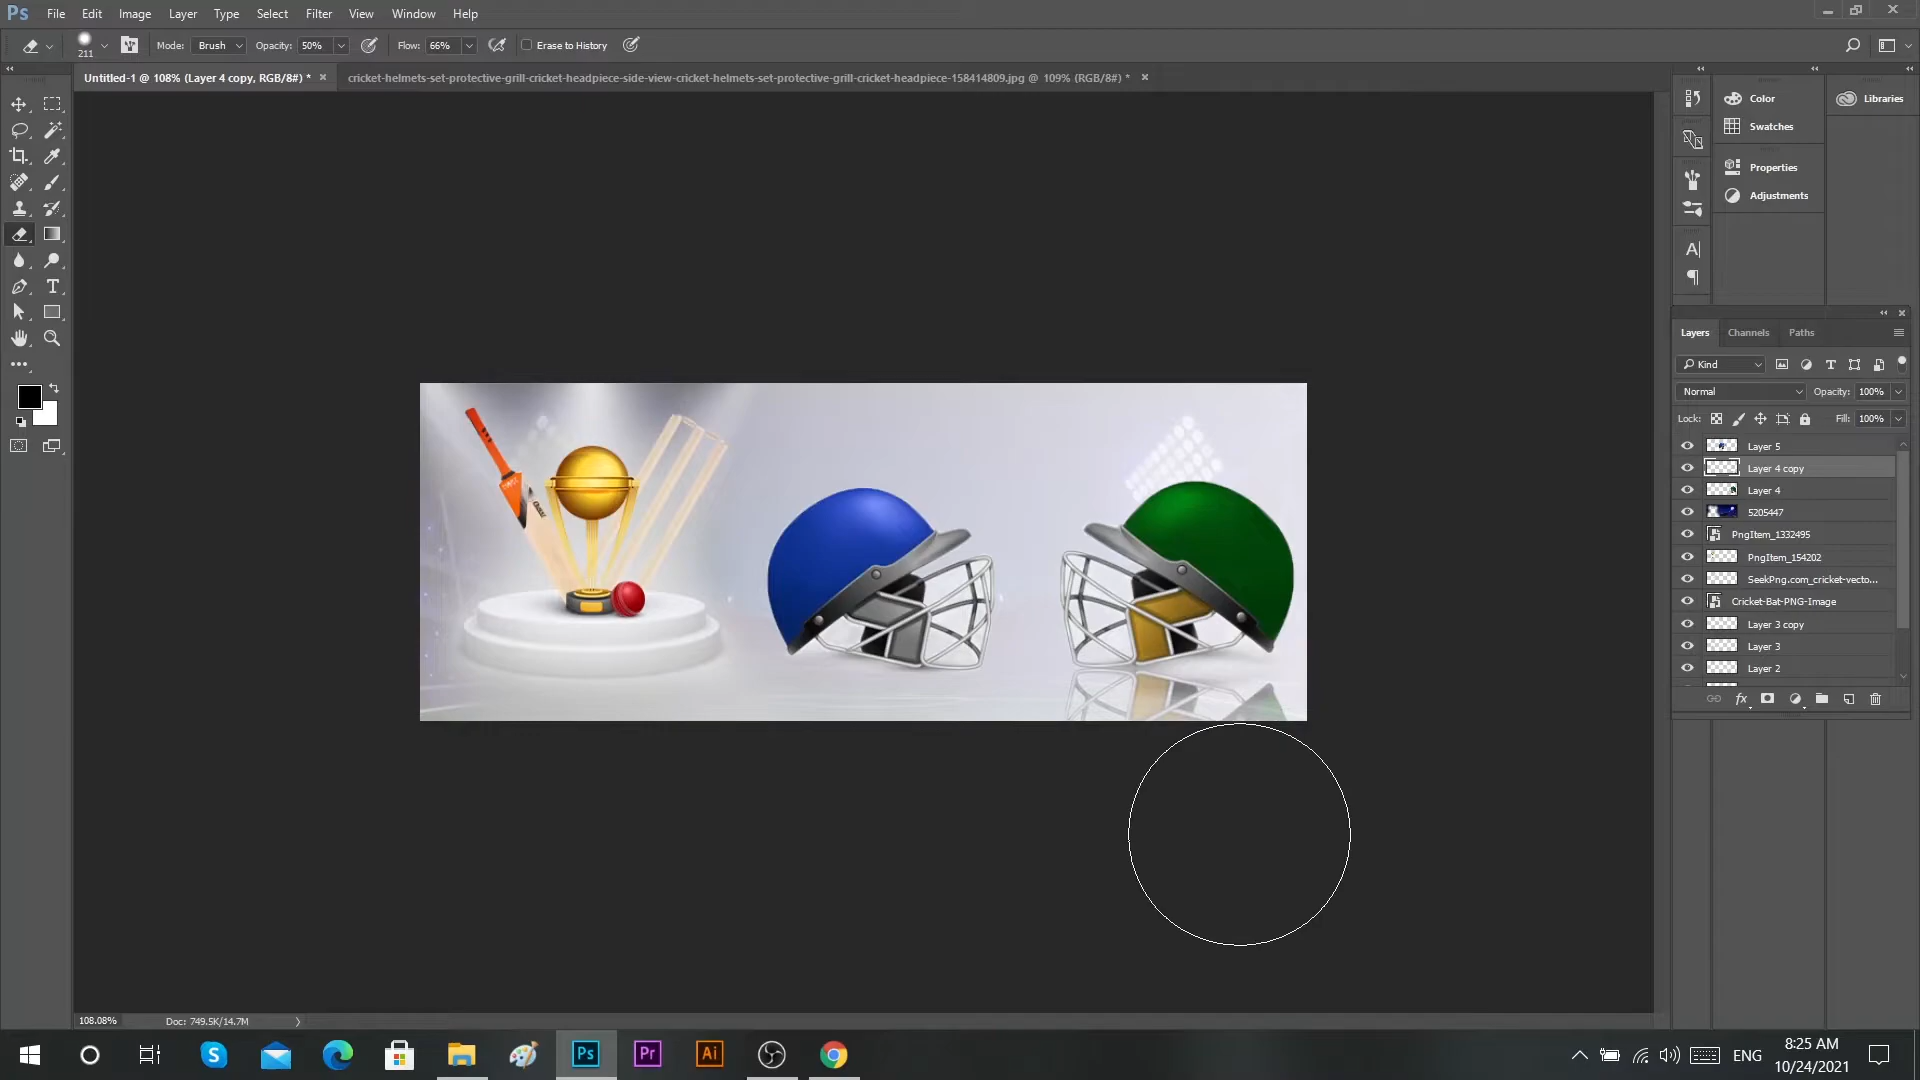 Ps File Edit Image Layer Type Select Filter View Window Help
211 Mode: Brush Opacity: 50% Flow: 66% Erase to History
Untitled-1 @ 108% (Layer 4 copy, RGB/8#) * × cricket-helmets-set-protective-grill-cricket-headpiece-side-view-cricket-helmets-set-protective-grill-cricket-headpiece-158414809.jpg @ 109% (RGB/8#) * ×
Color
Libraries
Swatches
Properties
Adjustments
Layers Channels Paths
Kind
Normal Opacity: 100%
Lock: Fill: 100%
Layer 5
Layer 4 copy
Layer 4
5205447
PngItem_1332495
PngItem_154202
SeekPng.com_cricket-vecto...
Cricket-Bat-PNG-Image
Layer 3 copy
Layer 3
Layer 2
fx
108.08% Doc: 749.5K/14.7M
Ps Pr Ai
ENG
8:25 AM
10/24/2021